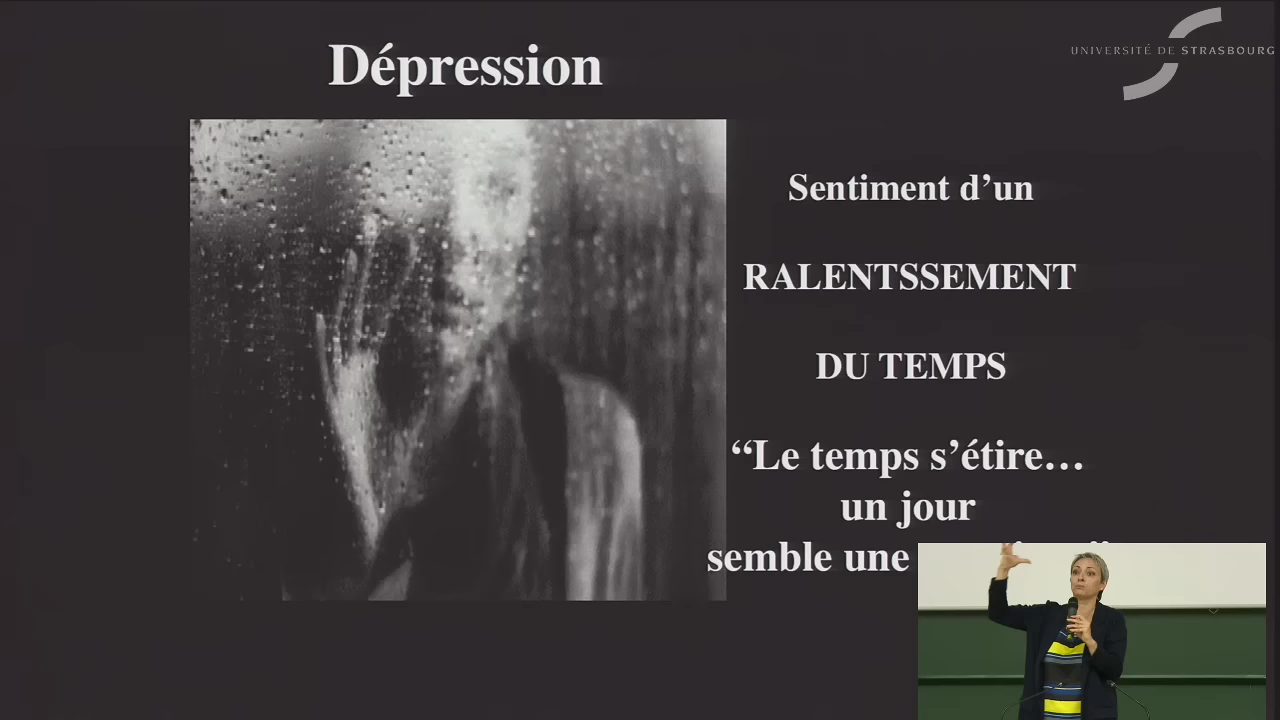 Dépression
UNIVERSITÉ DE STRASBOURG
Sentiment d’un
RALENTSSEMENT
DU TEMPS
“Le temps s’étire…
un jour
semble une